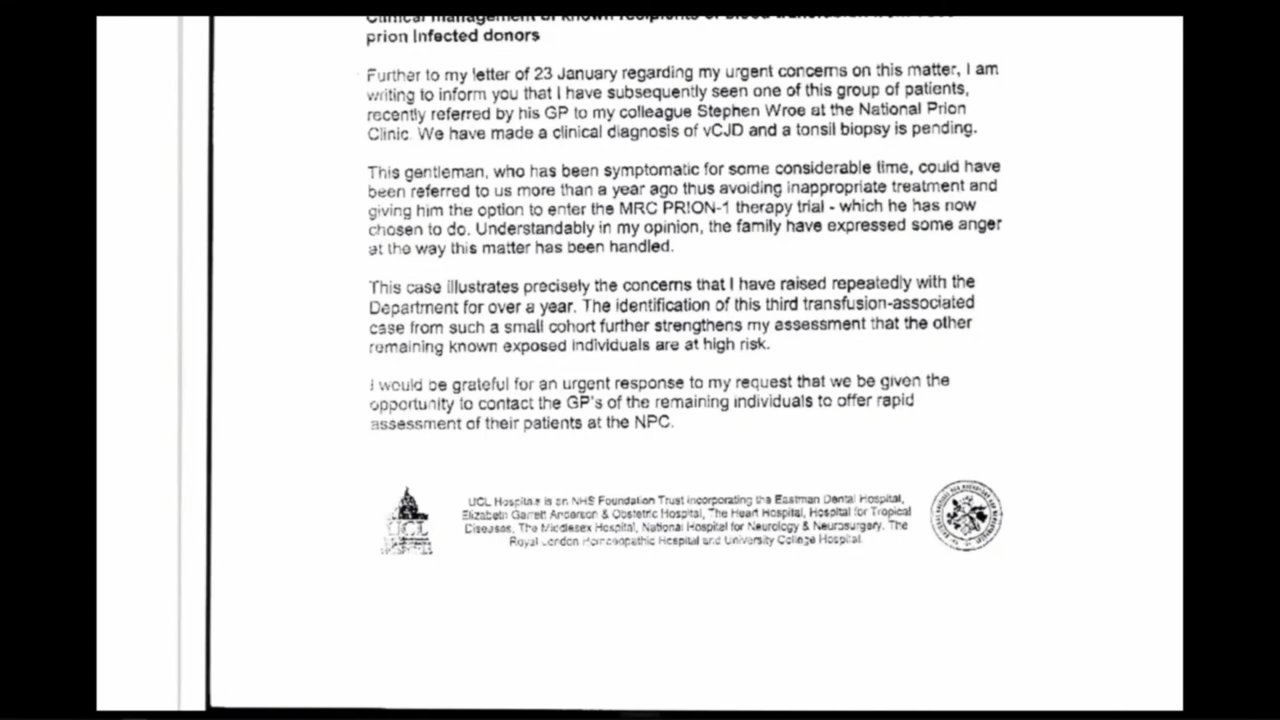 Clinical management of known recipients of blood transfusion from
prion infected donors
Further to my letter of 23 January regarding my urgent concerns on this matter, I am
writing to inform you that I have subsequently seen one of this group of patients,
recently referred by his GP to my colleague Stephen Wroe at the National Prion
Clinic. We have made a clinical diagnosis of vCJD and a tonsil biopsy is pending.
This gentleman, who has been symptomatic for some considerable time, could have
been referred to us more than a year ago thus avoiding inappropriate treatment and
giving him the option to enter the MRC PRION-1 therapy trial - which he has now
chosen to do. Understandably in my opinion, the family have expressed some anger
at the way this matter has been handled.
This case illustrates precisely the concerns that I have raised repeatedly with the
Department for over a year. The identification of this third transfusion-associated
case from such a small cohort further strengthens my assessment that the other
remaining known exposed individuals are at high risk.
I would be grateful for an urgent response to my request that we be given the
opportunity to contact the GP's of the remaining individuals to offer rapid
assessment of their patients at the NPC.
UCL Hospitals is an NHS Foundation Trust incorporating the Eastman Dental Hospital,
Elizabeth Garrett Anderson & Obstetric Hospital, The Heart Hospital, Hospital for Tropical
Diseases, The Middlesex Hospital, National Hospital for Neurology & Neurosurgery, The
Royal London Homoeopathic Hospital and University College Hospital.
UCL